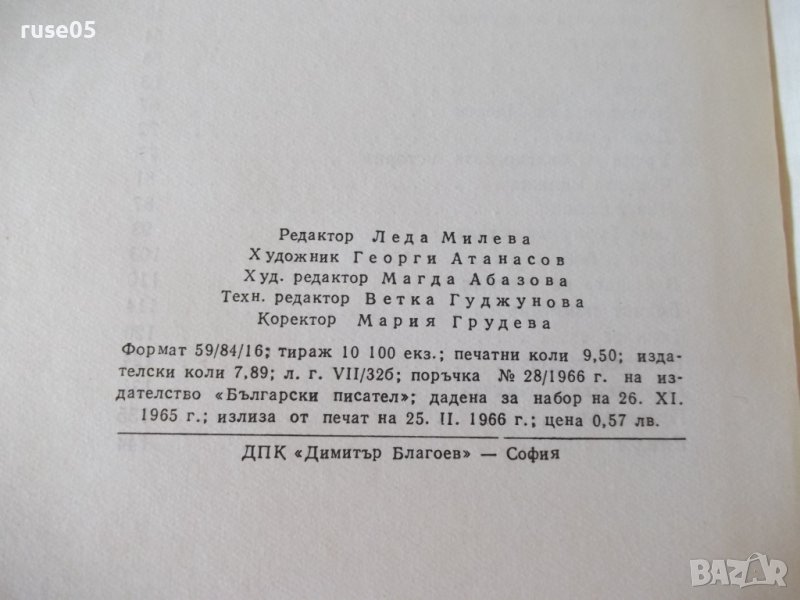 ruse05
Редактор Леда Милева
Художник Георги Атанасов
Худ. редактор Магда Абазова
Техн. редактор Ветка Гуджунова
Коректор Мария Грудева
Формат 59/84/16; тираж 10 100 екз.; печатни коли 9,50; изда-
телски коли 7,89; л. г. VII/32б; поръчка № 28/1966 г. на из-
дателство «Български писател»; дадена за набор на 26. XI.
1965 г.; излиза от печат на 25. II. 1966 г.; цена 0,57 лв.
ДПК «Димитър Благоев» — София
BAZAR